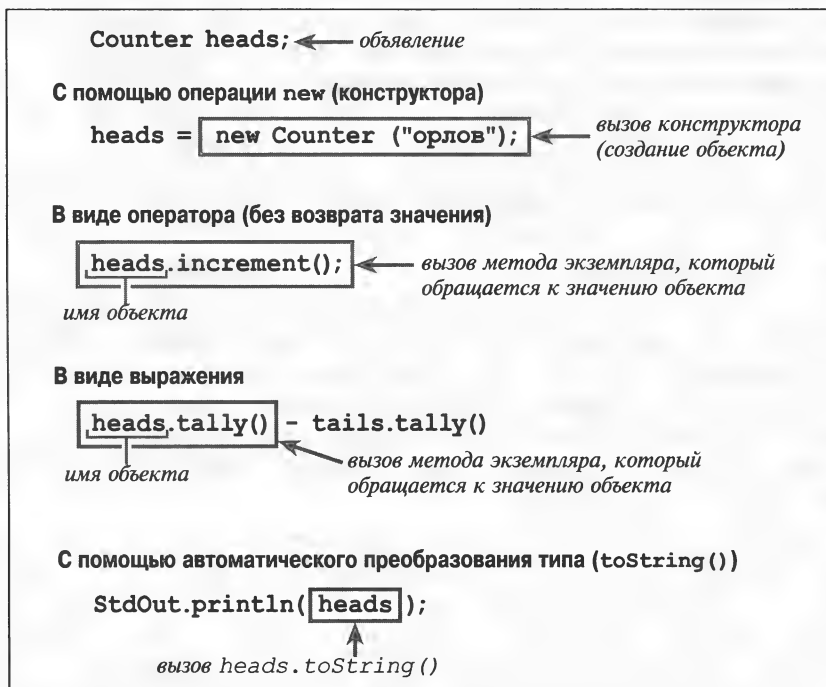 Counter heads; объявление
С помощью операции new (конструктора)
heads = new Counter ("орлов"); вызов конструктора
(создание объекта)
В виде оператора (без возврата значения)
heads.increment(); вызов метода экземпляра, который
обращается к значению объекта
имя объекта
В виде выражения
heads.tally() - tails.tally()
имя объекта
вызов метода экземпляра, который
обращается к значению объекта
С помощью автоматического преобразования типа (toString())
StdOut.println(heads);
вызов heads.toString()